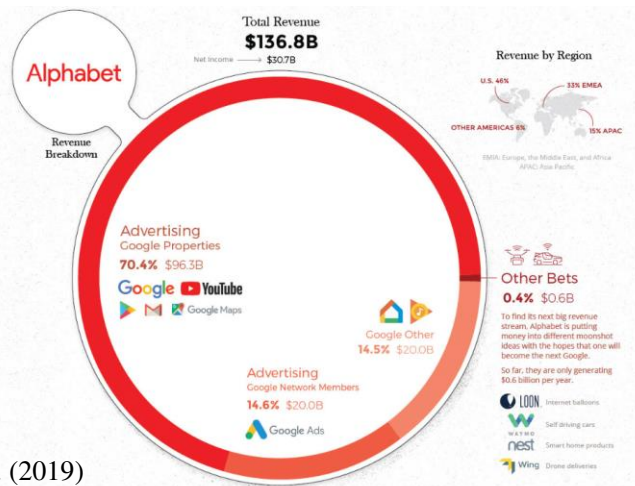 Alphabet
Revenue
Breakdown
Total Revenue
$136.8B
Net Income $30.7B
Revenue by Region
U.S. 46%
33% EMEA
OTHER AMERICAS 6%
15% APAC
EMIA: Europe, the Middle East, and Africa
APAC: Asia Pacific
Advertising
Google Properties
70.4% $96.3B
Google YouTube
Google Maps
Google Other
14.5% $20.0B
Advertising
Google Network Members
14.6% $20.0B
Google Ads
Other Bets
0.4% $0.6B
To find its next big revenue
stream, Alphabet is putting
money into different moonshot
ideas with the hopes that one will
become the next Google.
So far, they are only generating
$0.6 billion per year.
LOON Internet balloons
WAYMO Self driving cars
nest Smart home products
Wing Drone deliveries
(2019)